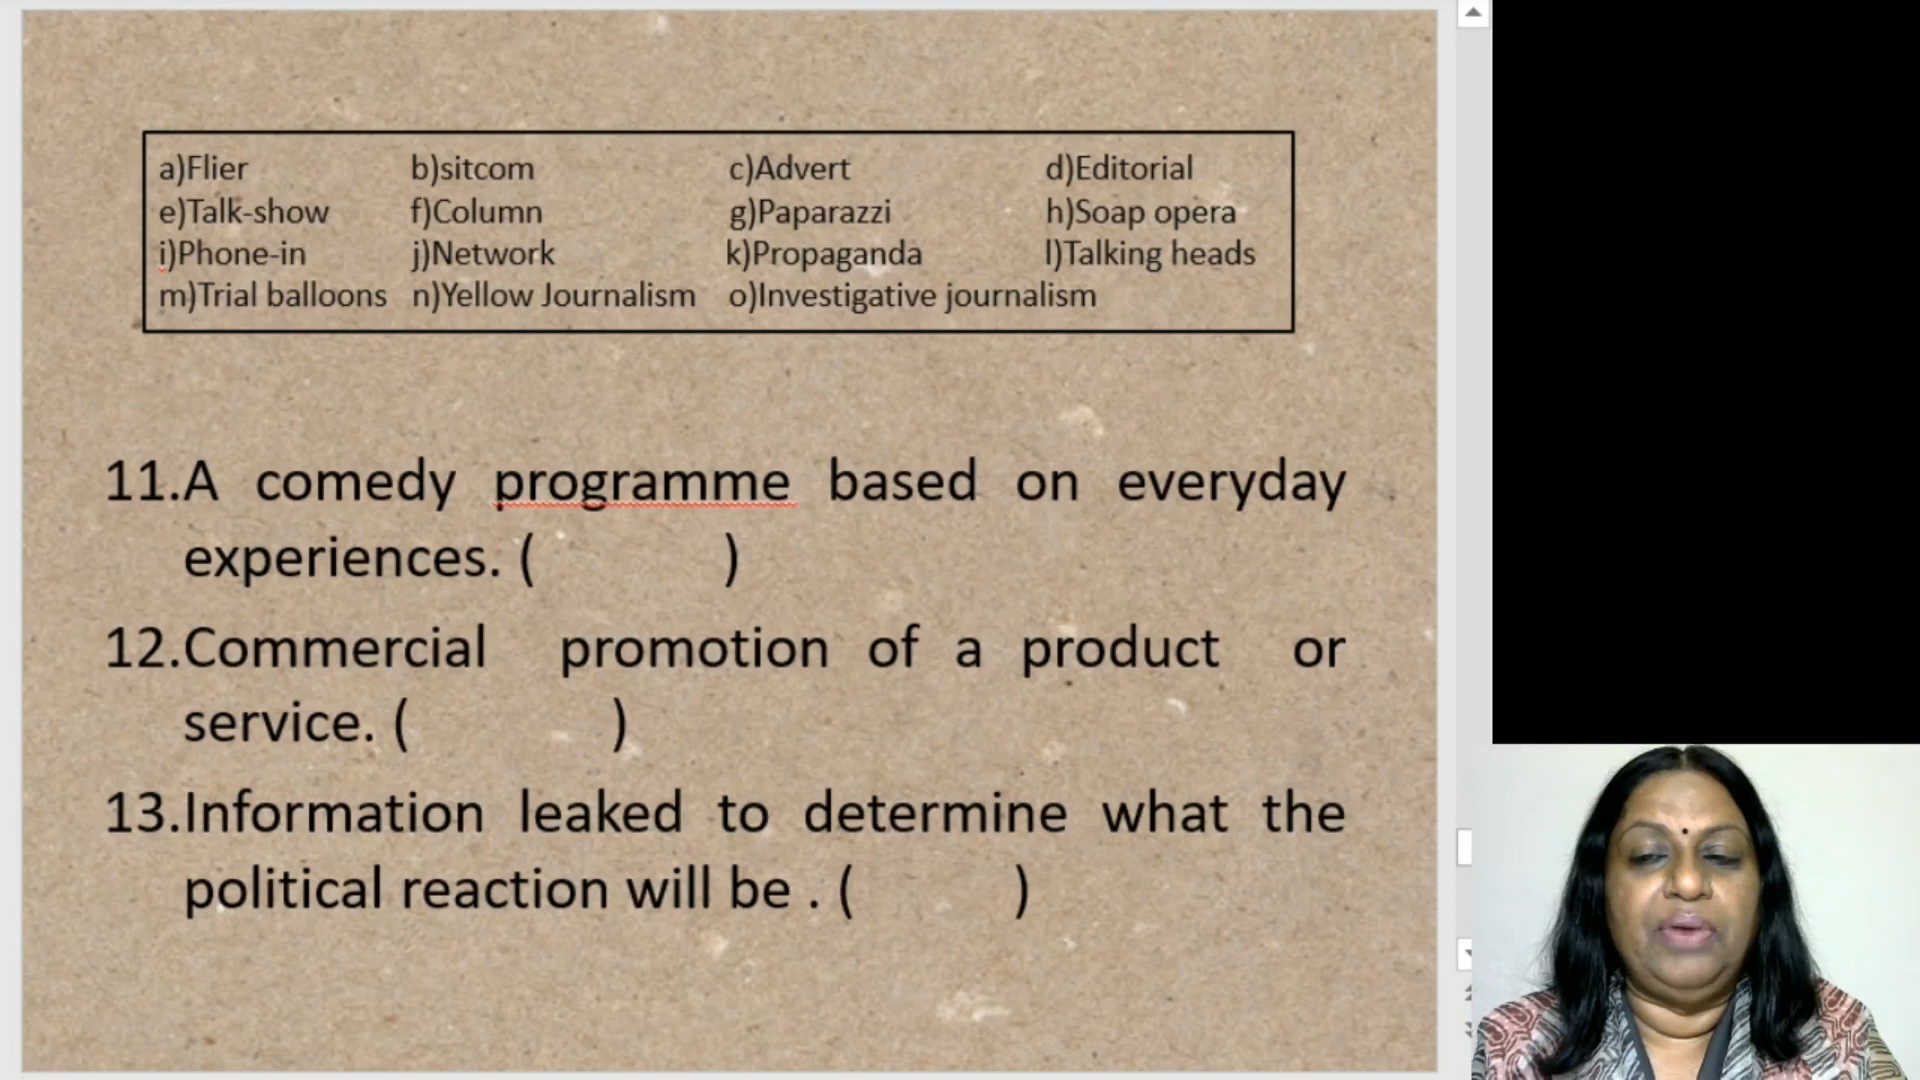 a)Flier b)sitcom c)Advert d)Editorial
e)Talk-show f)Column g)Paparazzi h)Soap opera
i)Phone-in j)Network k)Propaganda l)Talking heads
m)Trial balloons n)Yellow Journalism o)Investigative journalism
11.A comedy programme based on everyday
experiences. ( )
12.Commercial promotion of a product or
service. ( )
13.Information leaked to determine what the
political reaction will be . ( )